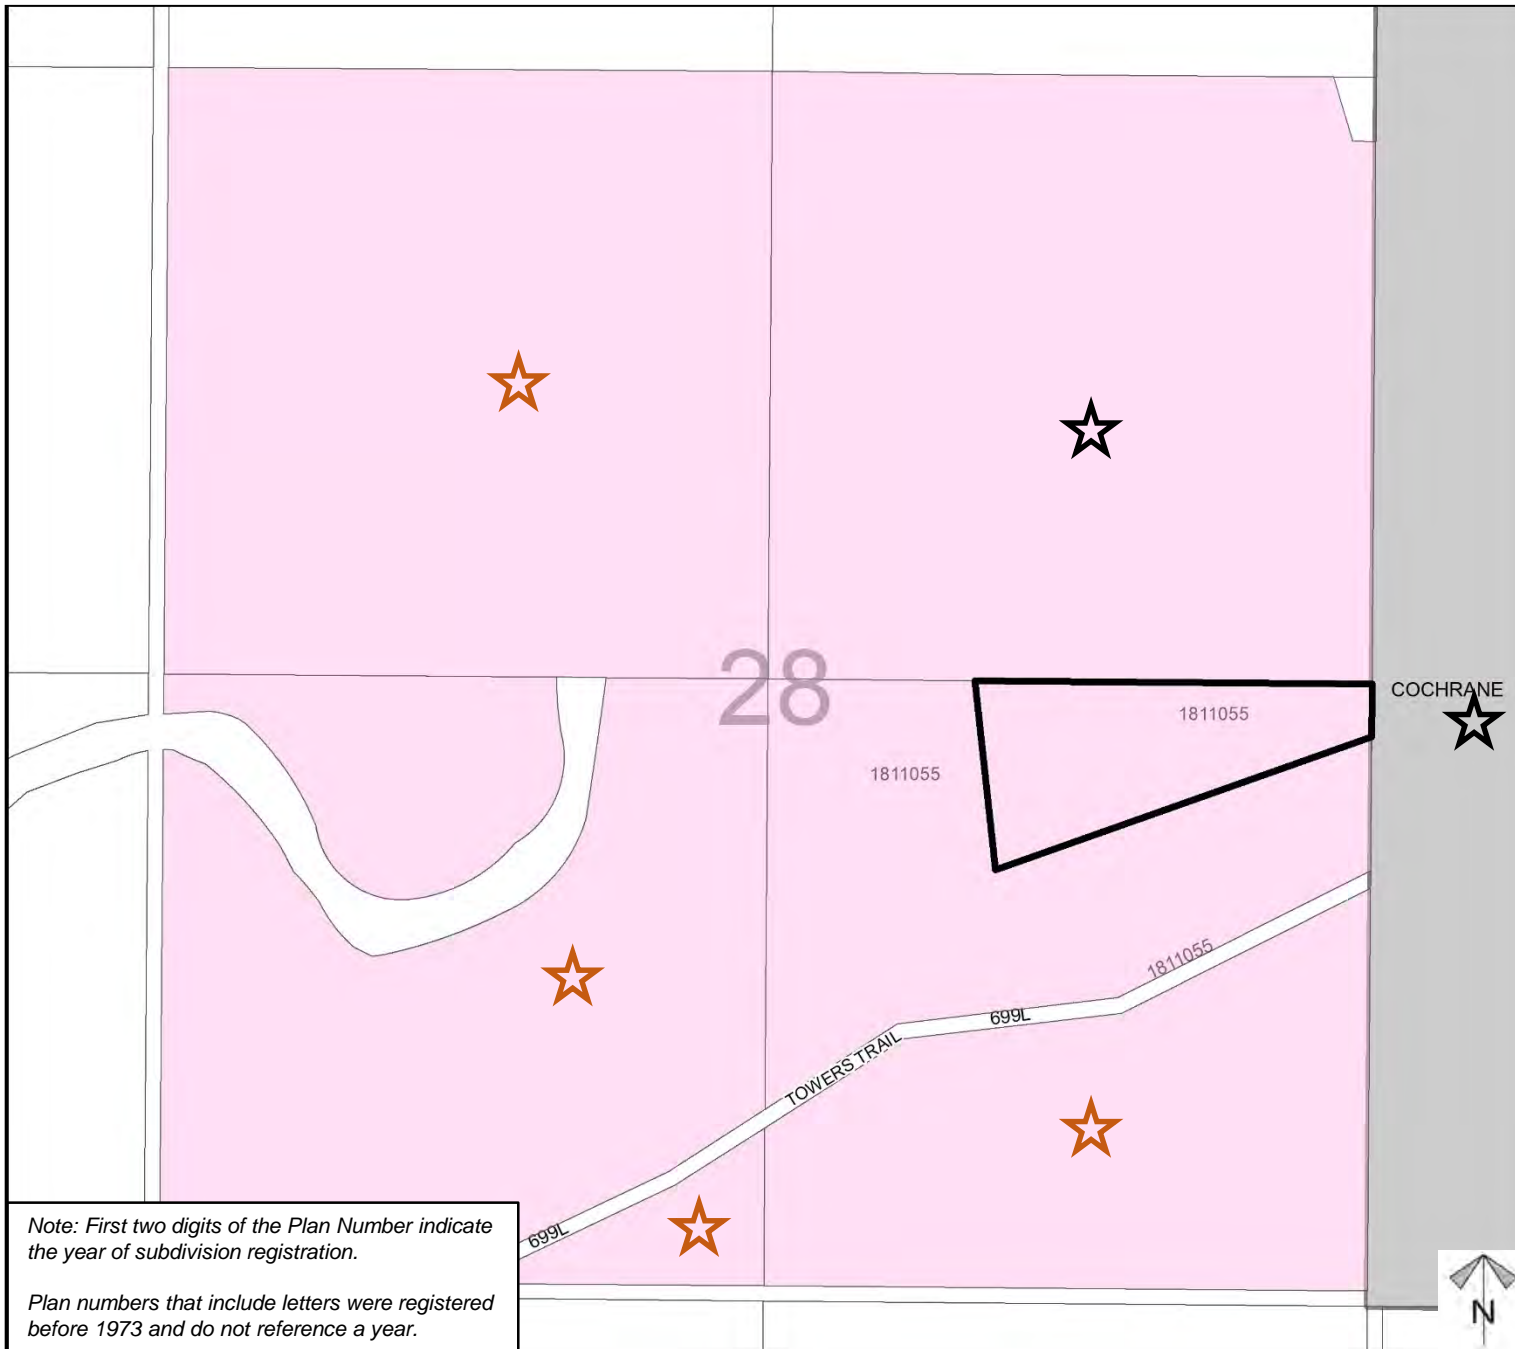 28
COCHRANE
1811055
1811055
1811055
699L
TOWERS TRAIL
699L
Note: First two digits of the Plan Number indicate
the year of subdivision registration.
Plan numbers that include letters were registered
before 1973 and do not reference a year.
N